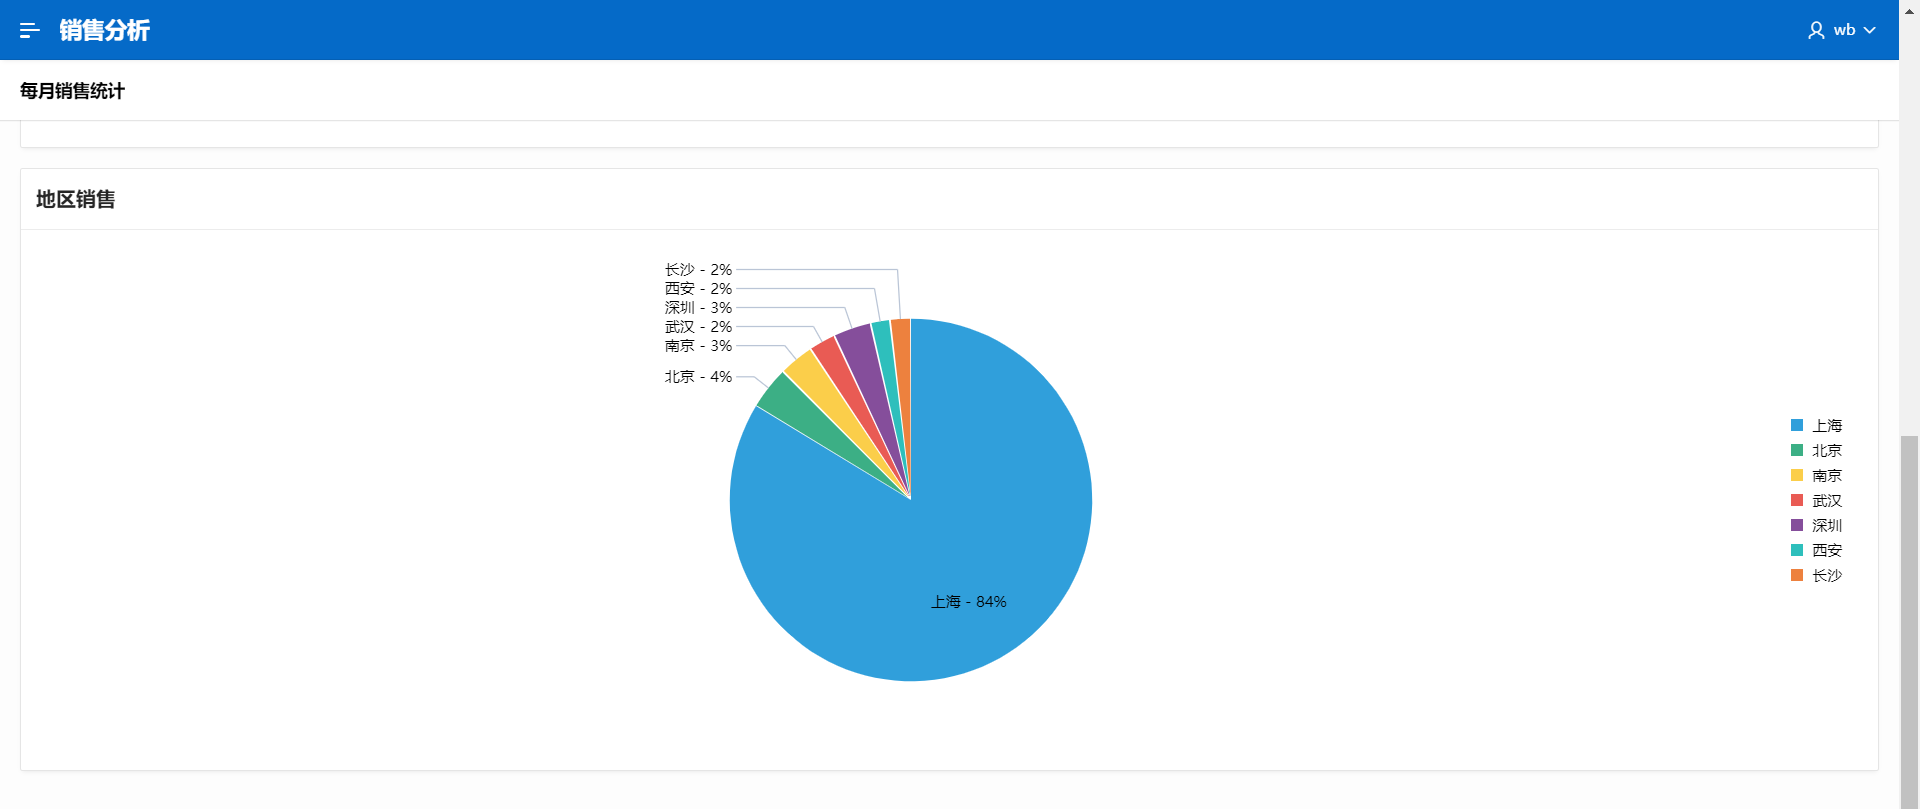 销售分析
wb
每月销售统计
地区销售
长沙 - 2%
西安 - 2%
深圳 - 3%
武汉 - 2%
南京 - 3%
北京 - 4%
上海 - 84%
上海
北京
南京
武汉
深圳
西安
长沙